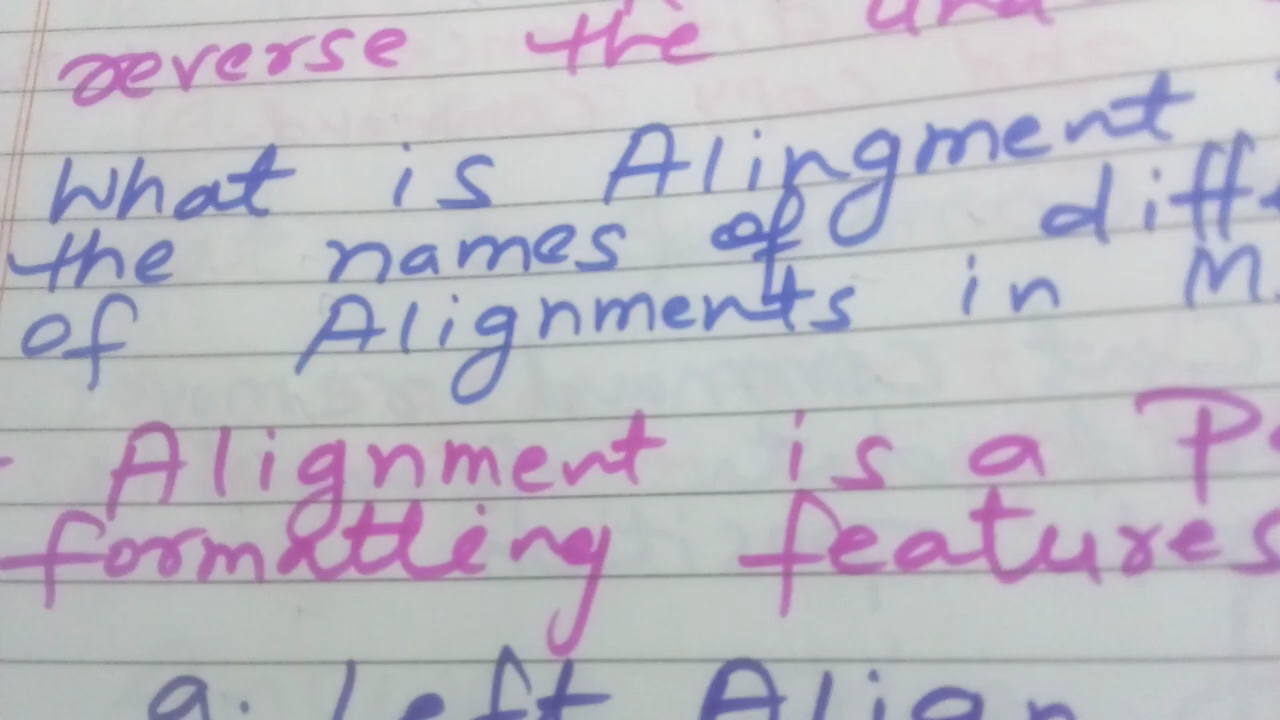 reverse the
What is Alingment
the names of diff
of Alignments in M.
Alignment is a P
formatting features
a. Left Align